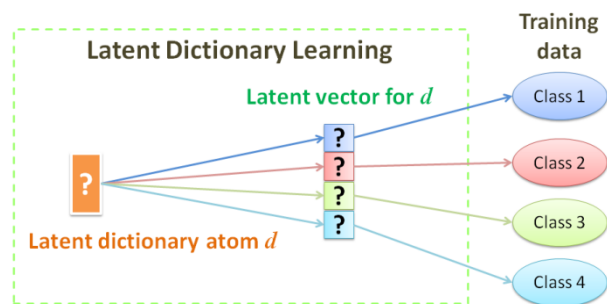 Latent Dictionary Learning
Training
data
Latent vector for d
Class 1
?
?
Class 2
?
?
?
Class 3
Latent dictionary atom d
Class 4